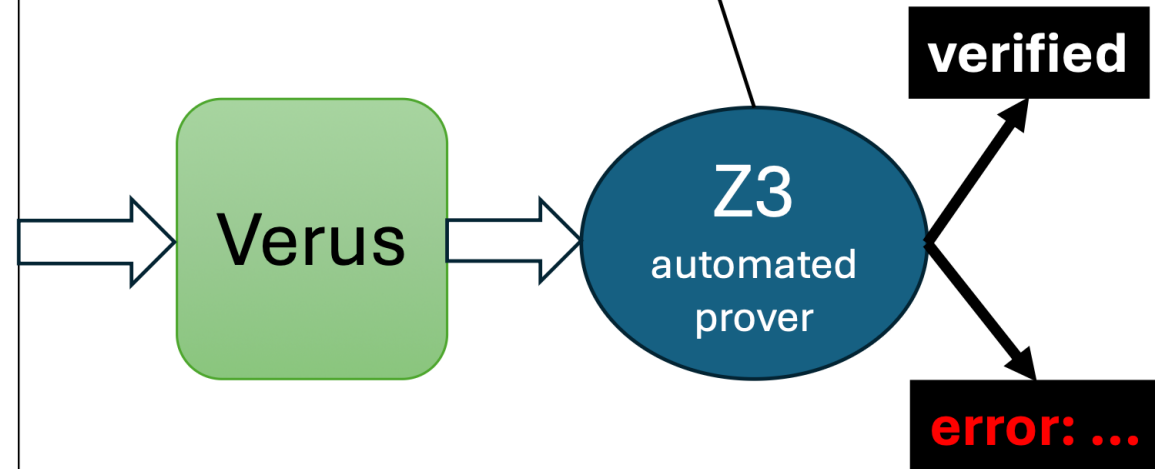 verified
Verus
Z3
automated
prover
error: ...